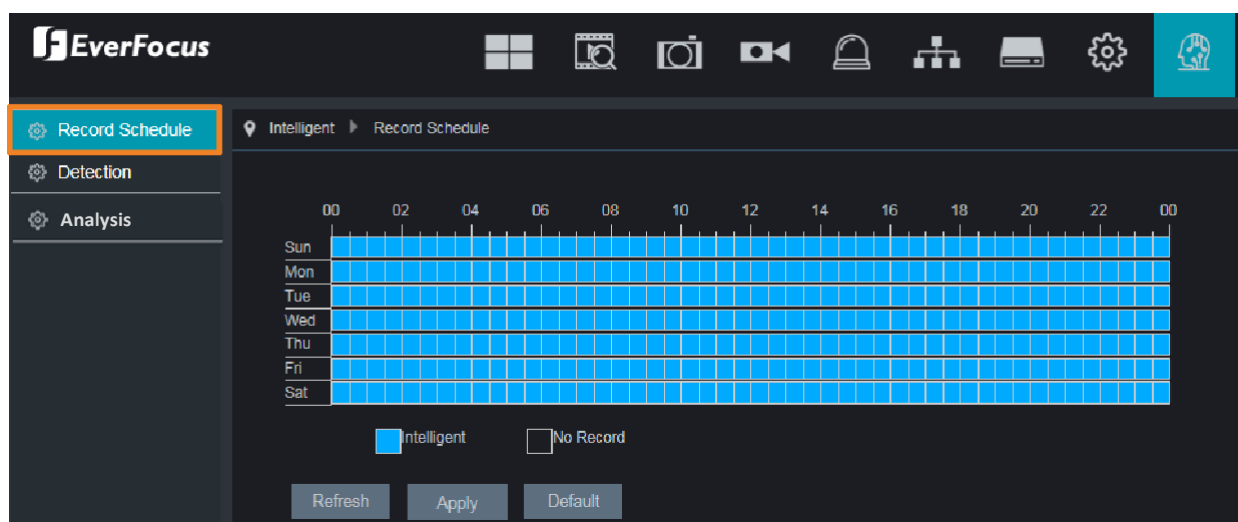 EverFocus
Record Schedule
Detection
Analysis
Intelligent Record Schedule
00 02 04 06 08 10 12 14 16 18 20 22 00
Sun
Mon
Tue
Wed
Thu
Fri
Sat
Intelligent No Record
Refresh Apply Default